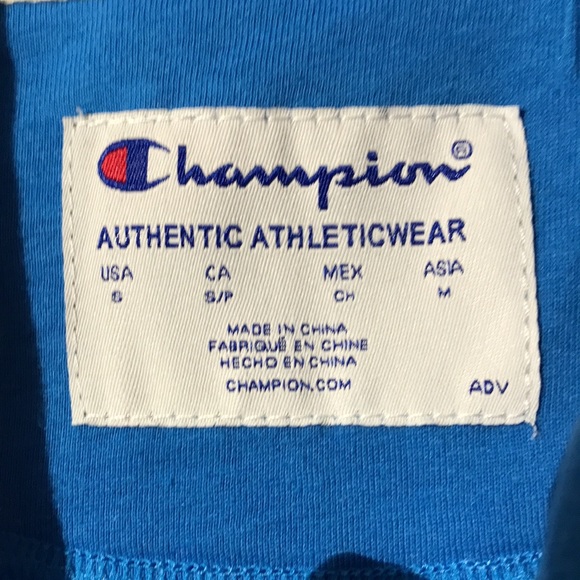 Champion®
AUTHENTIC ATHLETICWEAR
USA CA MEX ASIA
S S/P CH M
MADE IN CHINA
FABRIQUÉ EN CHINE
HECHO EN CHINA
CHAMPION.COM
ADV